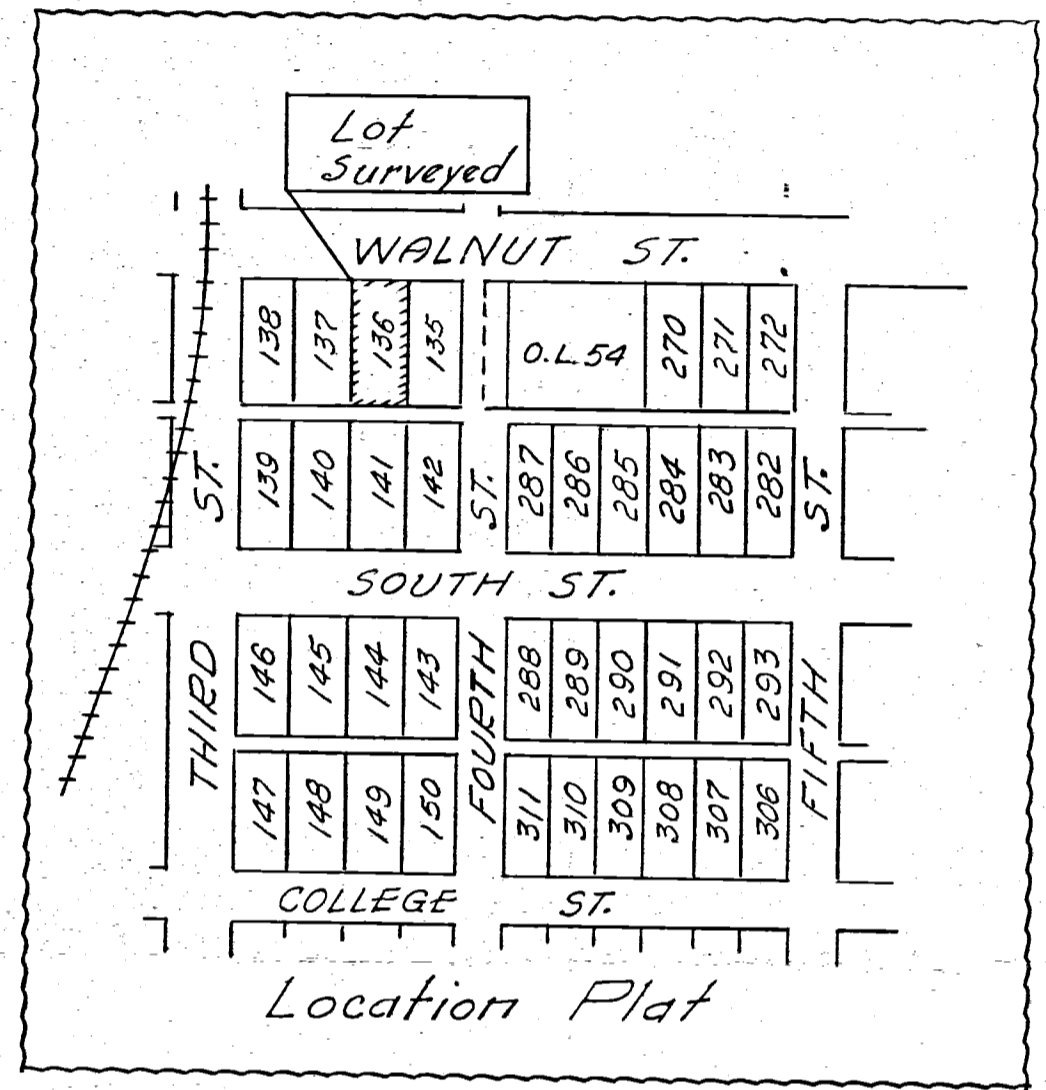 Lot
Surveyed
WALNUT ST.
138 137 136 135 O.L. 54 270 271 272
139 140 141 142 287 286 285 284 283 282
ST. ST. ST.
SOUTH ST.
146 145 144 143 288 289 290 291 292 293
THIRD FOURTH FIFTH
147 148 149 150 311 310 309 308 307 306
COLLEGE ST.
Location Plat